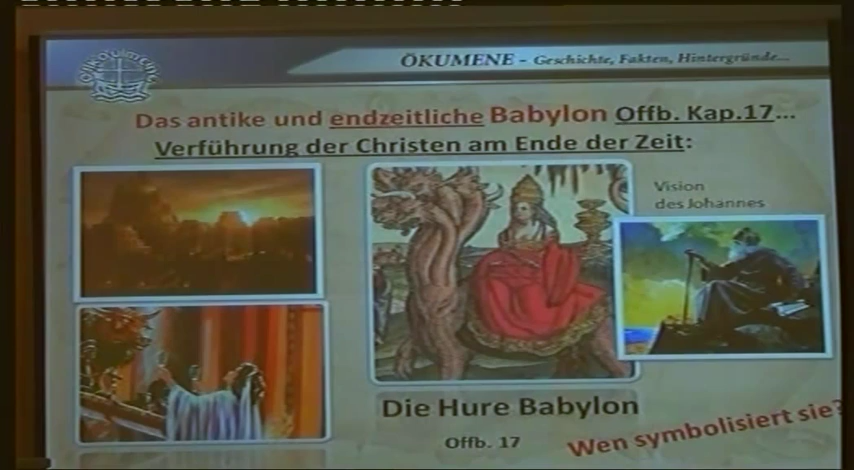 ÖKUMENE - Geschichte, Fakten, Hintergründe...
Das antike und endzeitliche Babylon Offb. Kap.17...
Verführung der Christen am Ende der Zeit:
Vision
des Johannes
Die Hure Babylon
Offb. 17
Wen symbolisiert sie?